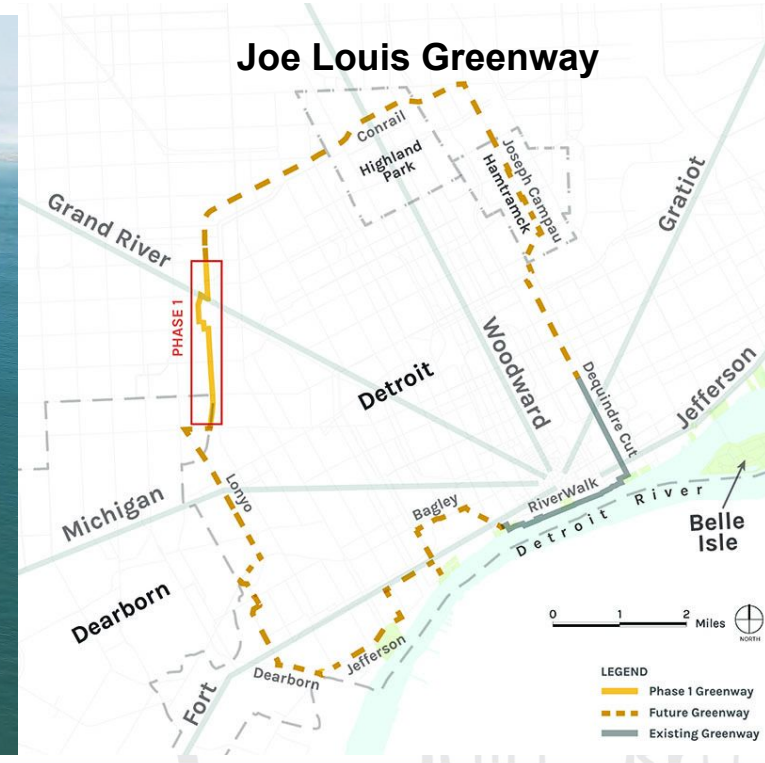 Joe Louis Greenway
Conrail
Highland
Park
Joseph Campau
Hamtramck
Gratiot
Grand River
PHASE 1
Woodward
Detroit
Dequindre Cut
Jefferson
Lonyo
Michigan
Bagley
RiverWalk
Detroit River
Belle
Isle
Dearborn
0 1 2 Miles
NORTH
Jefferson
Dearborn
Fort
LEGEND
Phase 1 Greenway
Future Greenway
Existing Greenway